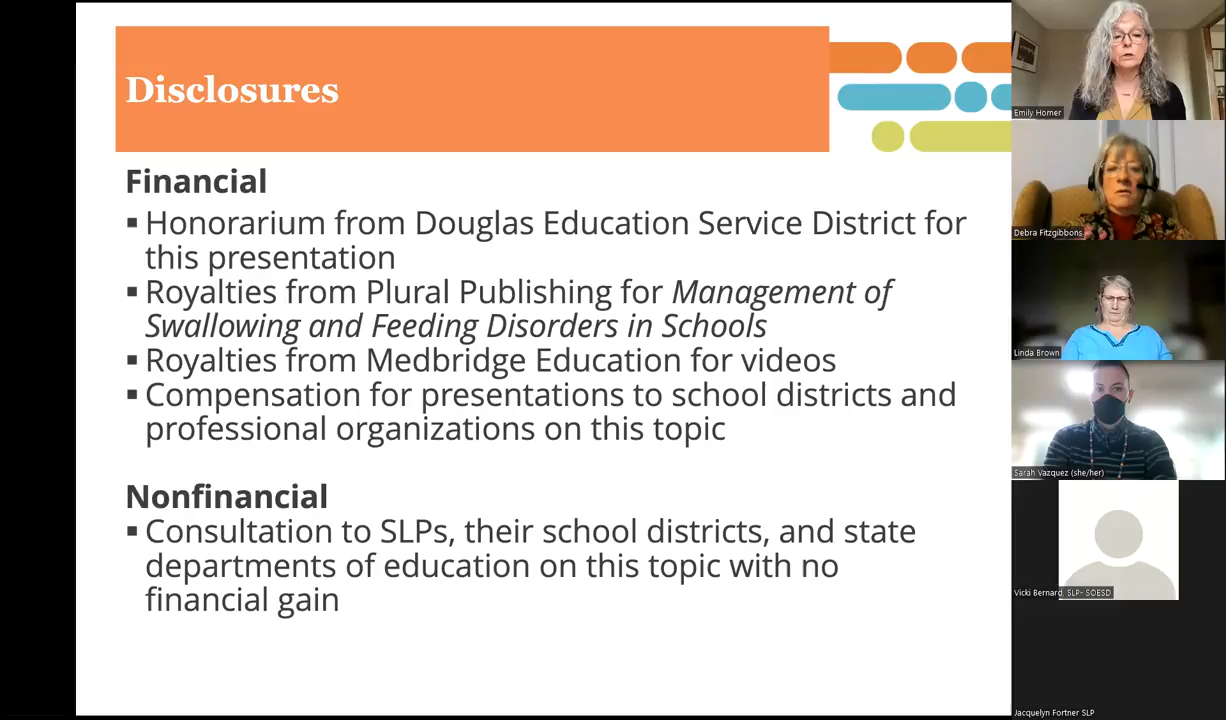 Disclosures
Financial
▪ Honorarium from Douglas Education Service District for
this presentation
▪ Royalties from Plural Publishing for Management of
Swallowing and Feeding Disorders in Schools
▪ Royalties from Medbridge Education for videos
▪ Compensation for presentations to school districts and
professional organizations on this topic
Nonfinancial
▪ Consultation to SLPs, their school districts, and state
departments of education on this topic with no
financial gain
Emily Homer
Debra Fitzgibbons
Linda Brown
Sarah Vazquez (she/her)
Vicki Bernard, SLP- SOESD
Jacquelyn Fortner SLP